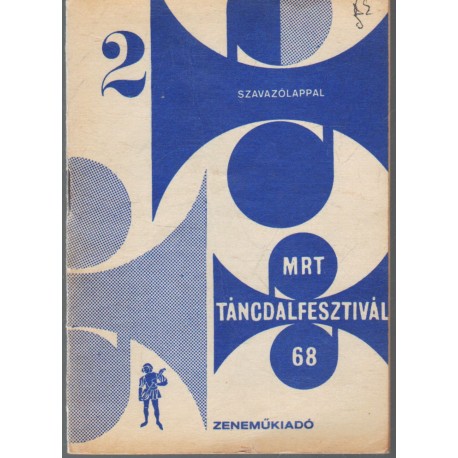 2
SZAVAZÓLAPPAL
MRT
TÁNCDALFESZTIVÁL
68
ZENEMŰKIADÓ